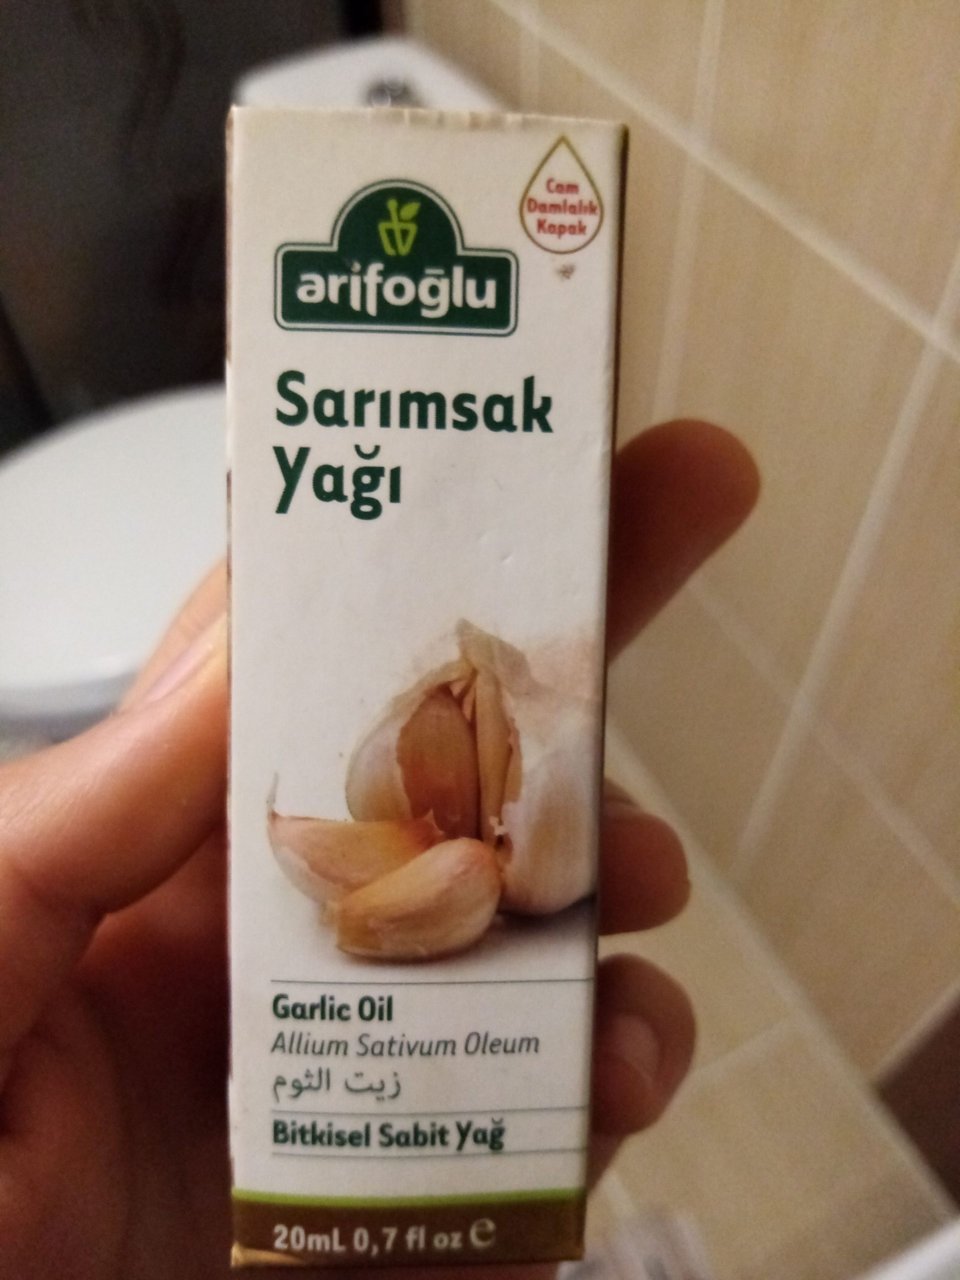 Cam
Damlalık
Kapak
arifoğlu
Sarımsak
Yağı
Garlic Oil
Allium Sativum Oleum
زيت الثوم
Bitkisel Sabit Yağ
20mL 0,7 fl oz ℮